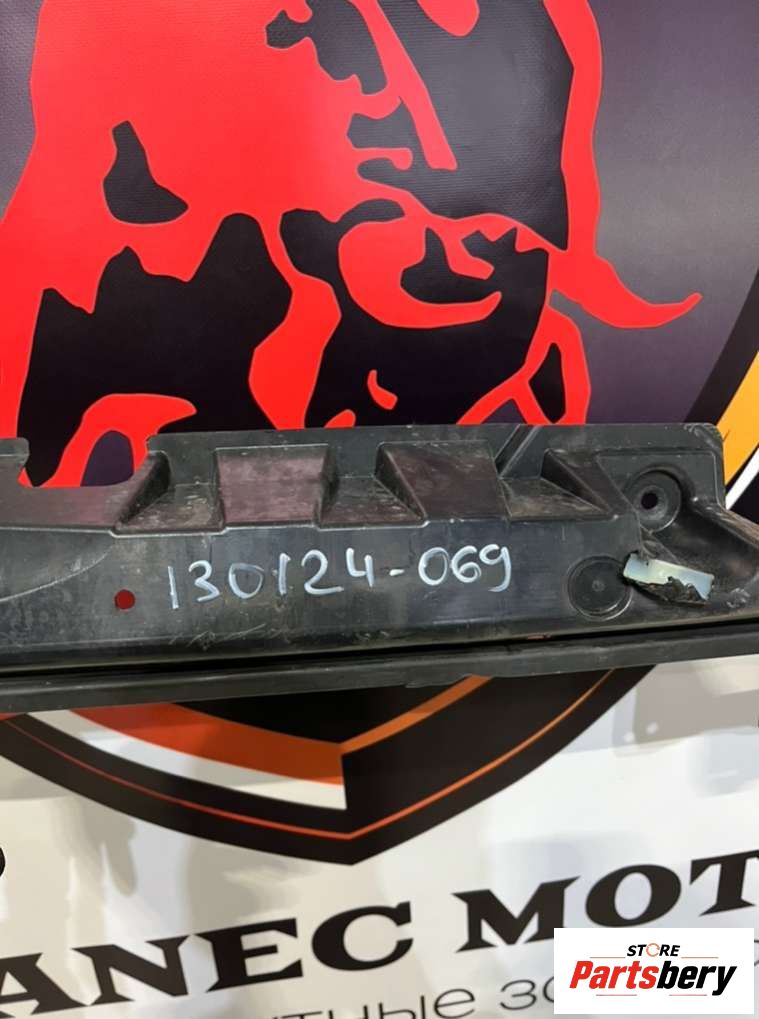 130124-069
ANEC MOT
STORE
Partsbery